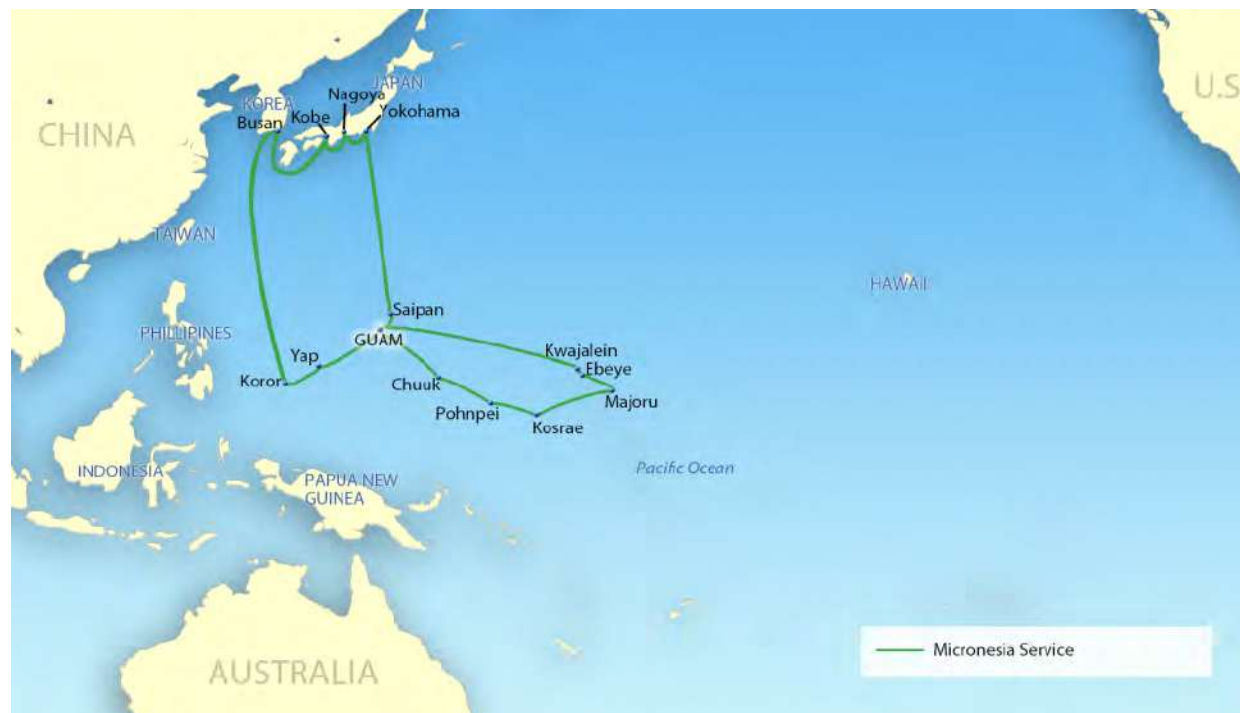 JAPAN
Nagoya
KOREA
Busan
Kobe
Yokohama
U.S
CHINA
TAIWAN
HAWAII
Saipan
PHILLIPINES
GUAM
Yap
Kwajalein
Ebeye
Koror
Chuuk
Majoru
Pohnpei
Kosrae
Pacific Ocean
INDONESIA
PAPUA NEW
GUINEA
AUSTRALIA
Micronesia Service